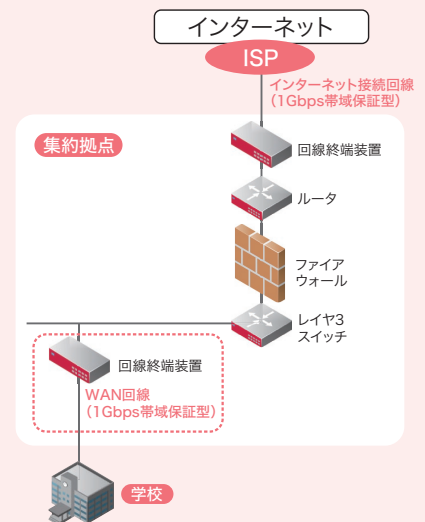 インターネット
ISP
インターネット接続回線
（1Gbps帯域保証型）
集約拠点
回線終端装置
ルータ
ファイア
ウォール
レイヤ3
スイッチ
回線終端装置
WAN回線
（1Gbps帯域保証型）
学校